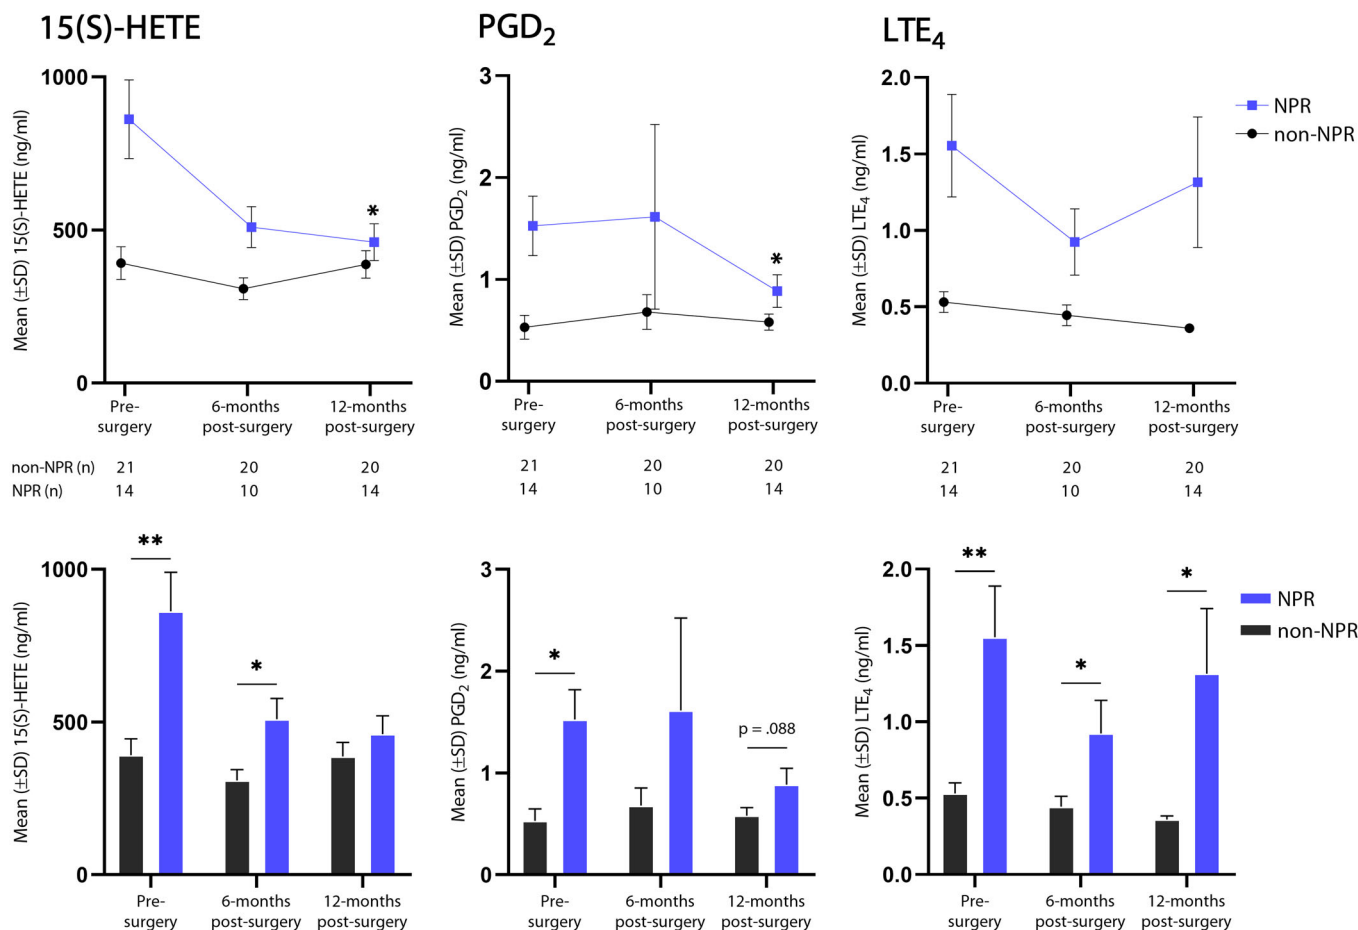 15(S)-HETE
PGD₂
LTE₄
Mean (±SD) 15(S)-HETE (ng/ml)
1000
500
0
*
Pre-surgery
6-months post-surgery
12-months post-surgery
Mean (±SD) PGD₂ (ng/ml)
3
2
1
0
*
Pre-surgery
6-months post-surgery
12-months post-surgery
Mean (±SD) LTE₄ (ng/ml)
2.0
1.5
1.0
0.5
0.0
Pre-surgery
6-months post-surgery
12-months post-surgery
NPR
non-NPR
non-NPR (n) 21 20 20 21 20 20 21 20 20
NPR (n) 14 10 14 14 10 14 14 10 14
Mean (±SD) 15(S)-HETE (ng/ml)
1000
500
0
**
*
Pre-surgery
6-months post-surgery
12-months post-surgery
Mean (±SD) PGD₂ (ng/ml)
3
2
1
0
*
p = .088
Pre-surgery
6-months post-surgery
12-months post-surgery
Mean (±SD) LTE₄ (ng/ml)
2.0
1.5
1.0
0.5
0.0
**
*
*
Pre-surgery
6-months post-surgery
12-months post-surgery
NPR
non-NPR